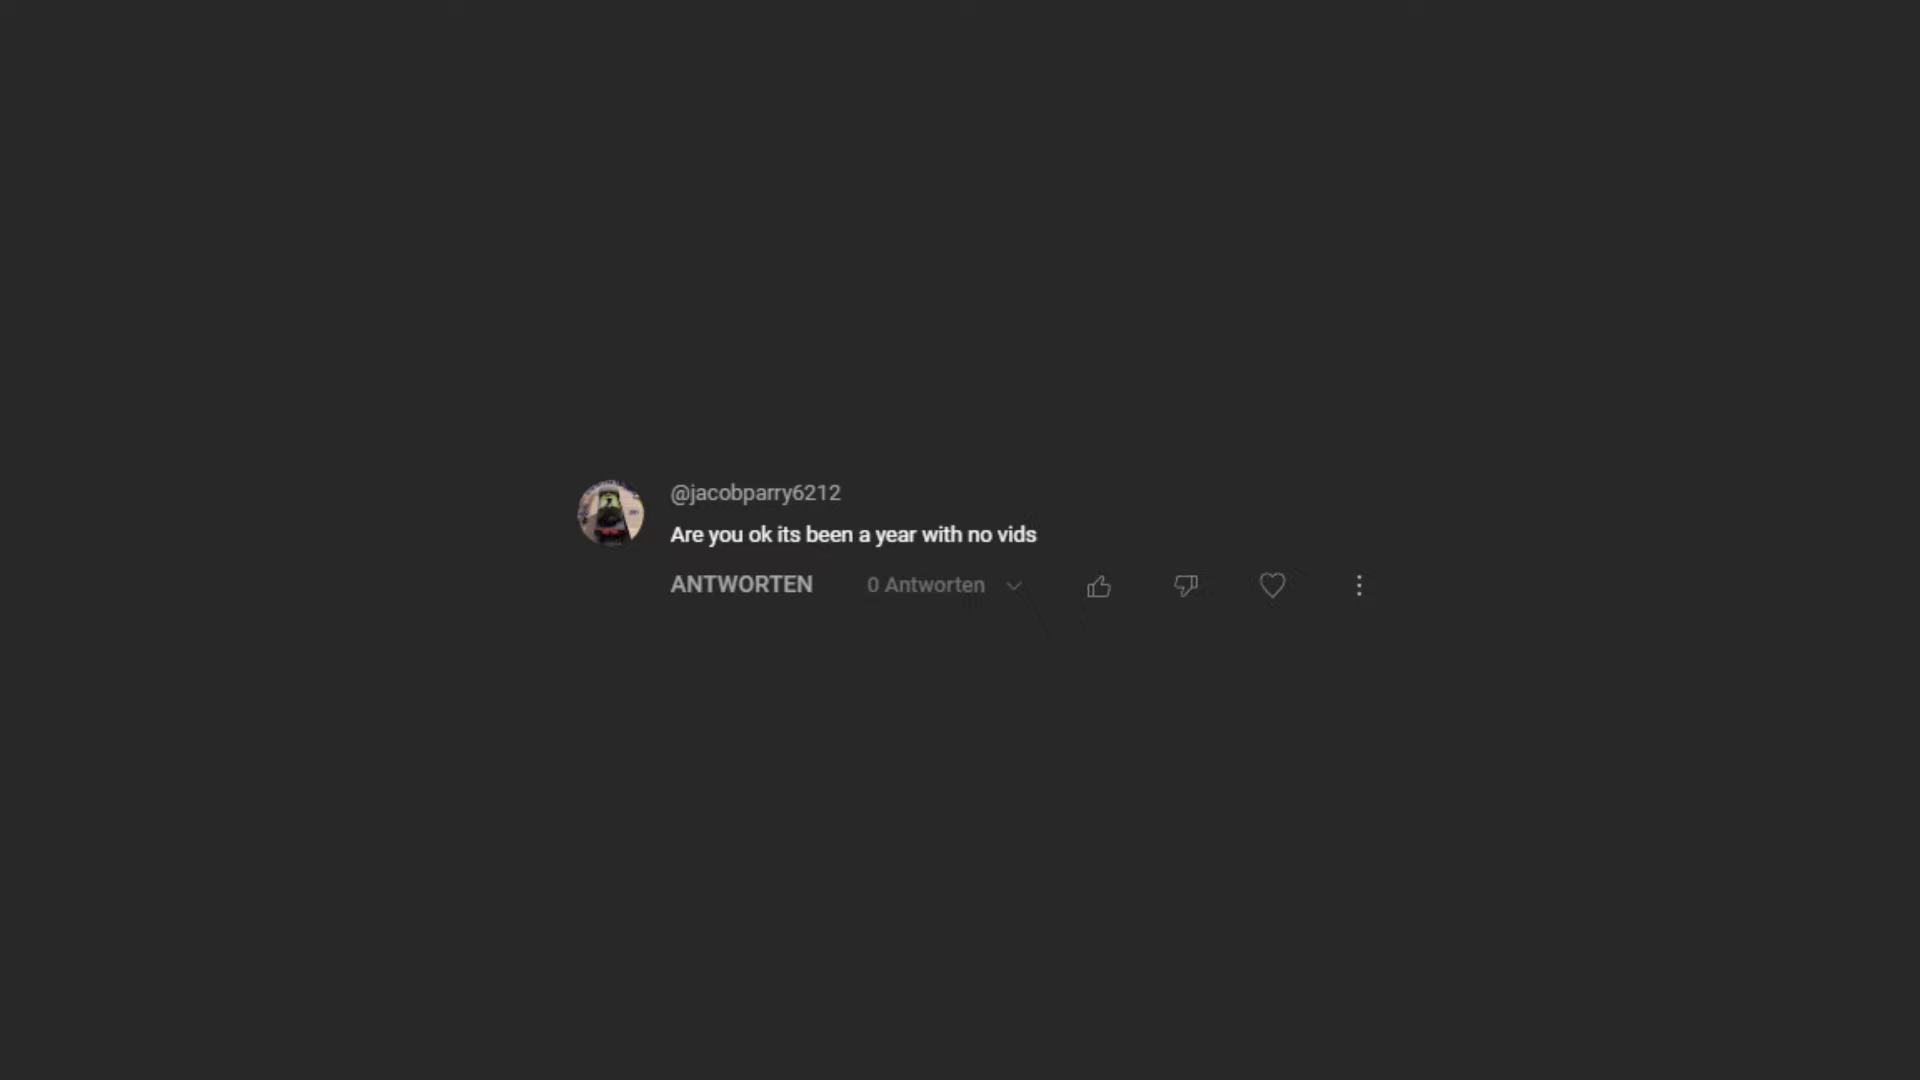 @jacobparry6212
Are you ok its been a year with no vids
ANTWORTEN 0 Antworten